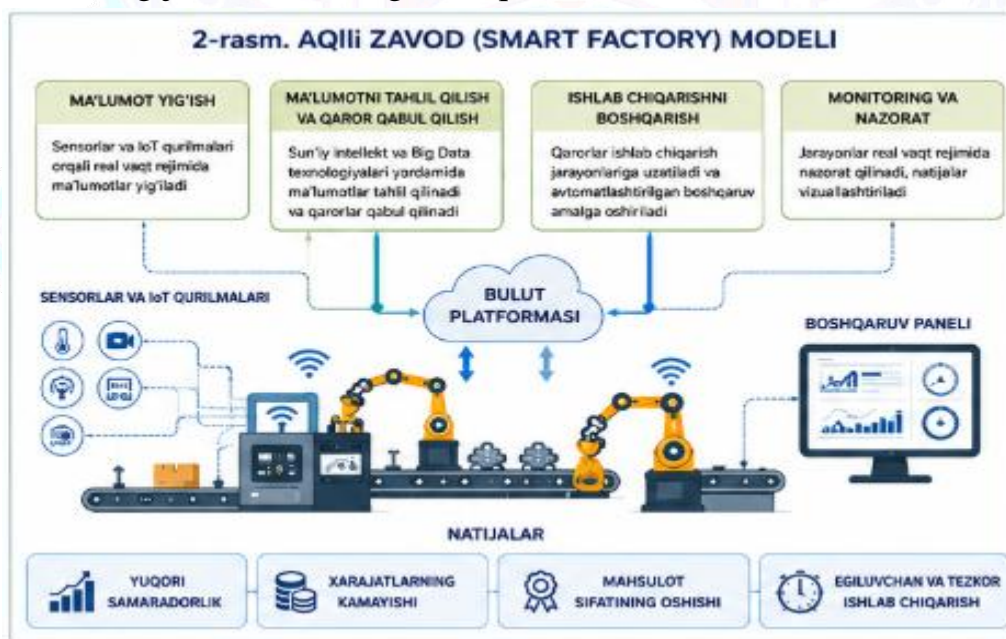 2-rasm. AQlli ZAVOD (SMART FACTORY) MODELI
MA'LUMOT YIG'ISH
Sensorlar va IoT qurilmalari
orqali real vaqt rejimida
ma'lumotlar yig'iladi
MA'LUMOTNI TAHLIL QILISH
VA QAROR QABUL QILISH
Sun'iy intellekt va Big Data
texnologiyalari yordamida
ma'lumotlar tahlil qilinadi
va qarorlar qabul qilinadi
ISHLAB CHIQARISHNI
BOSHQARISH
Qarorlar ishlab chiqarish
jarayonlariga uzatiladi va
avtomatlashtirilgan boshqaruv
amalga oshiriladi
MONITORING VA
NAZORAT
Jarayonlar real vaqt rejimida
nazorat qilinadi, natijalar
vizuallashtiriladi
SENSORLAR VA IoT QURILMALARI
BULUT
PLATFORMASI
BOSHQARUV PANELI
NATIJALAR
YUQORI
SAMARADORLIK
XARAJATLARNING
KAMAYISHI
MAHSULOT
SIFATINING OSHISHI
EGILUVCHAN VA TEZKOR
ISHLAB CHIQARISH